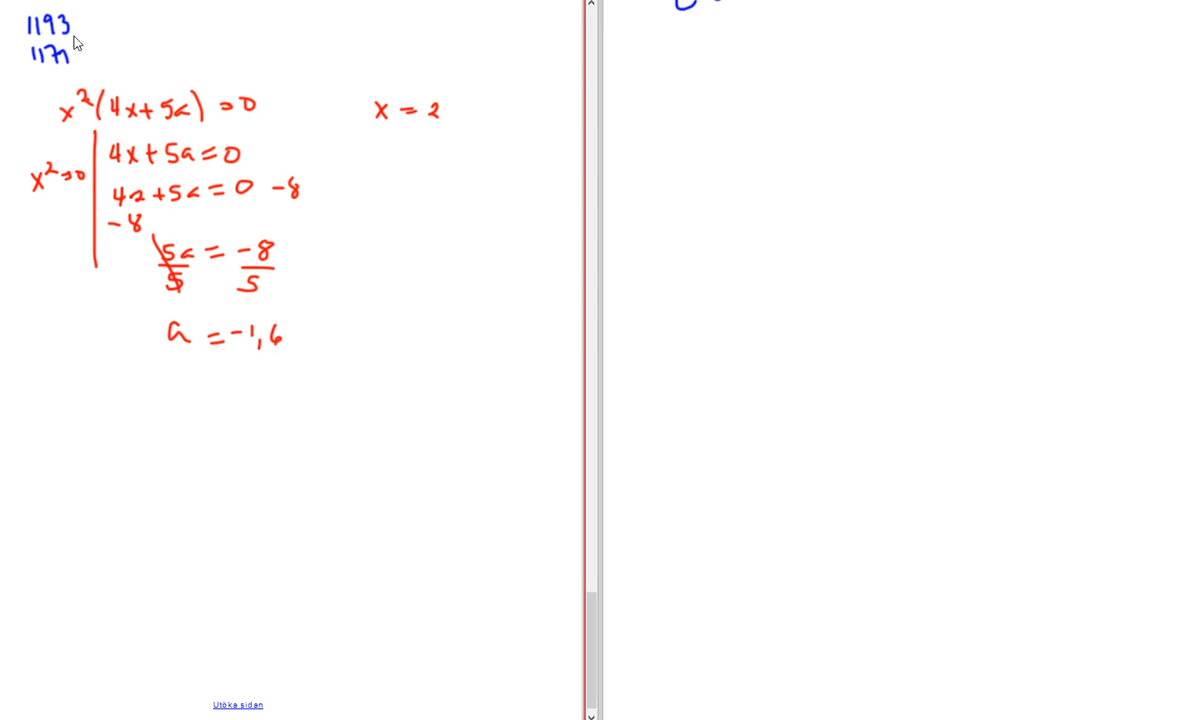 1193
1171
x²(4x+5a)=0
x = 2
4x+5a=0
x²=0
4·2+5a=0 -8
-8
5a/5 = -8/5
a = -1,6
Utöka sidan